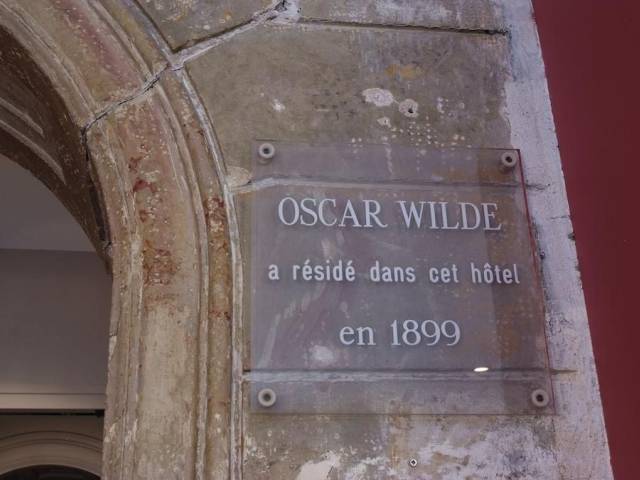 OSCAR WILDE
a résidé dans cet hôtel
en 1899